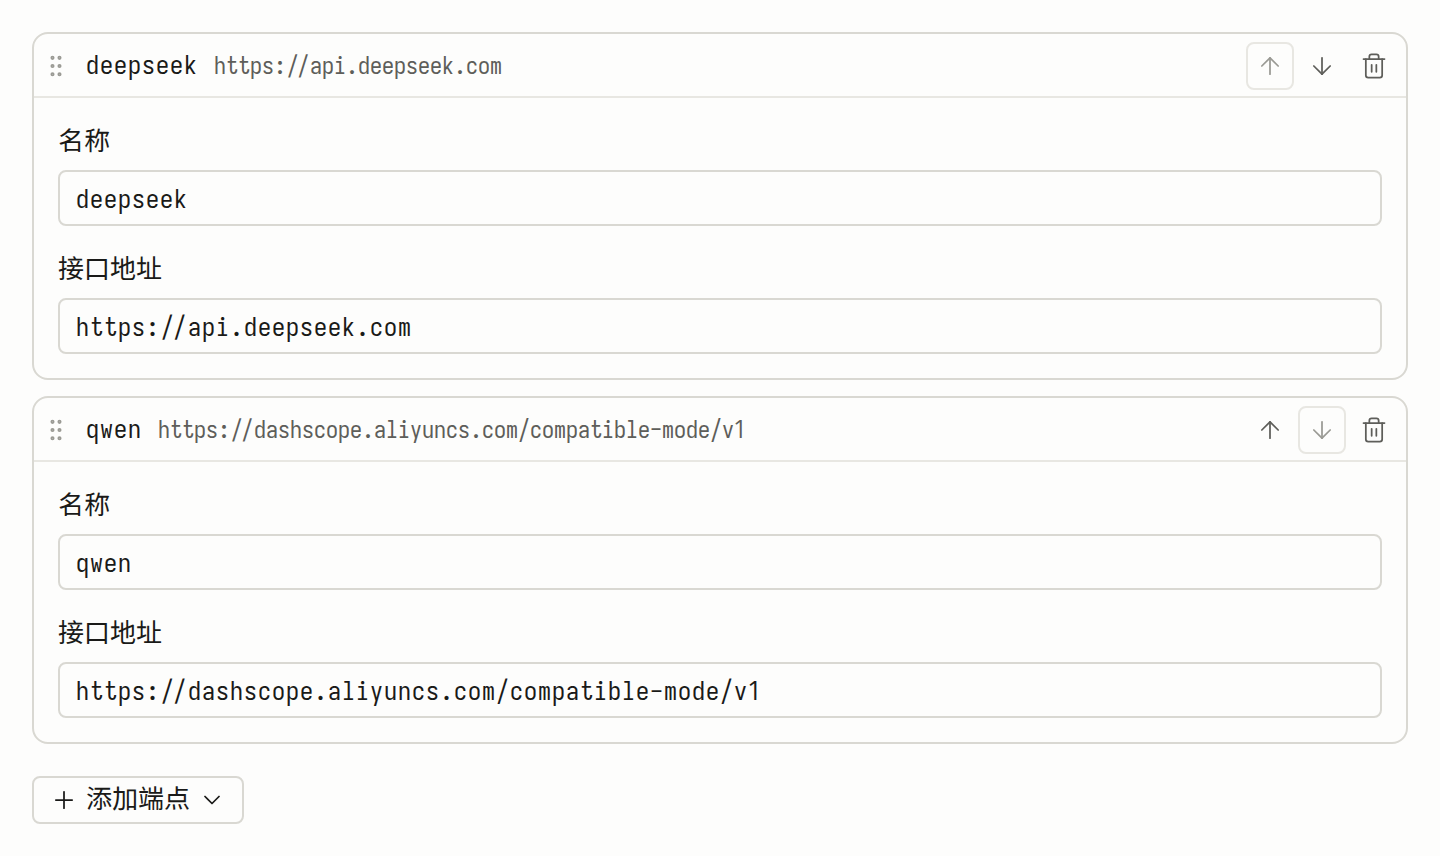 deepseek https://api.deepseek.com
名称
deepseek
接口地址
https://api.deepseek.com
qwen https://dashscope.aliyuncs.com/compatible-mode/v1
名称
qwen
接口地址
https://dashscope.aliyuncs.com/compatible-mode/v1
添加端点